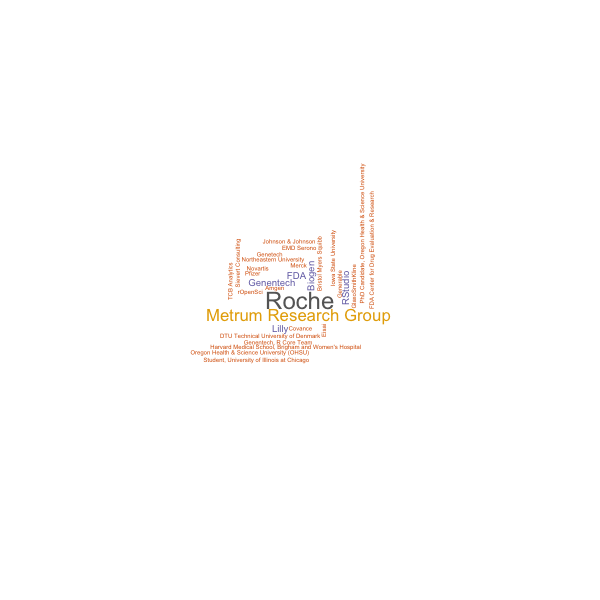 Johnson & Johnson
EMD Serono
Genetech
Northeastern University
Merck
Novartis
Pfizer
FDA
Genentech
Amgen
rOpenSci
TCB Analytics
Sievert Consulting
Biogen
Bristol Myers Squibb
Iowa State University
Generable
RStudio
GlaxoSmithKline
PhD Candidate, Oregon Health & Science University
FDA Center for Drug Evaluation & Research
Roche
Metrum Research Group
Lilly
Covance
Eisai
DTU Technical University of Denmark
Genentech, R Core Team
Harvard Medical School, Brigham and Women's Hospital
Oregon Health & Science University (OHSU)
Student, University of Illinois at Chicago